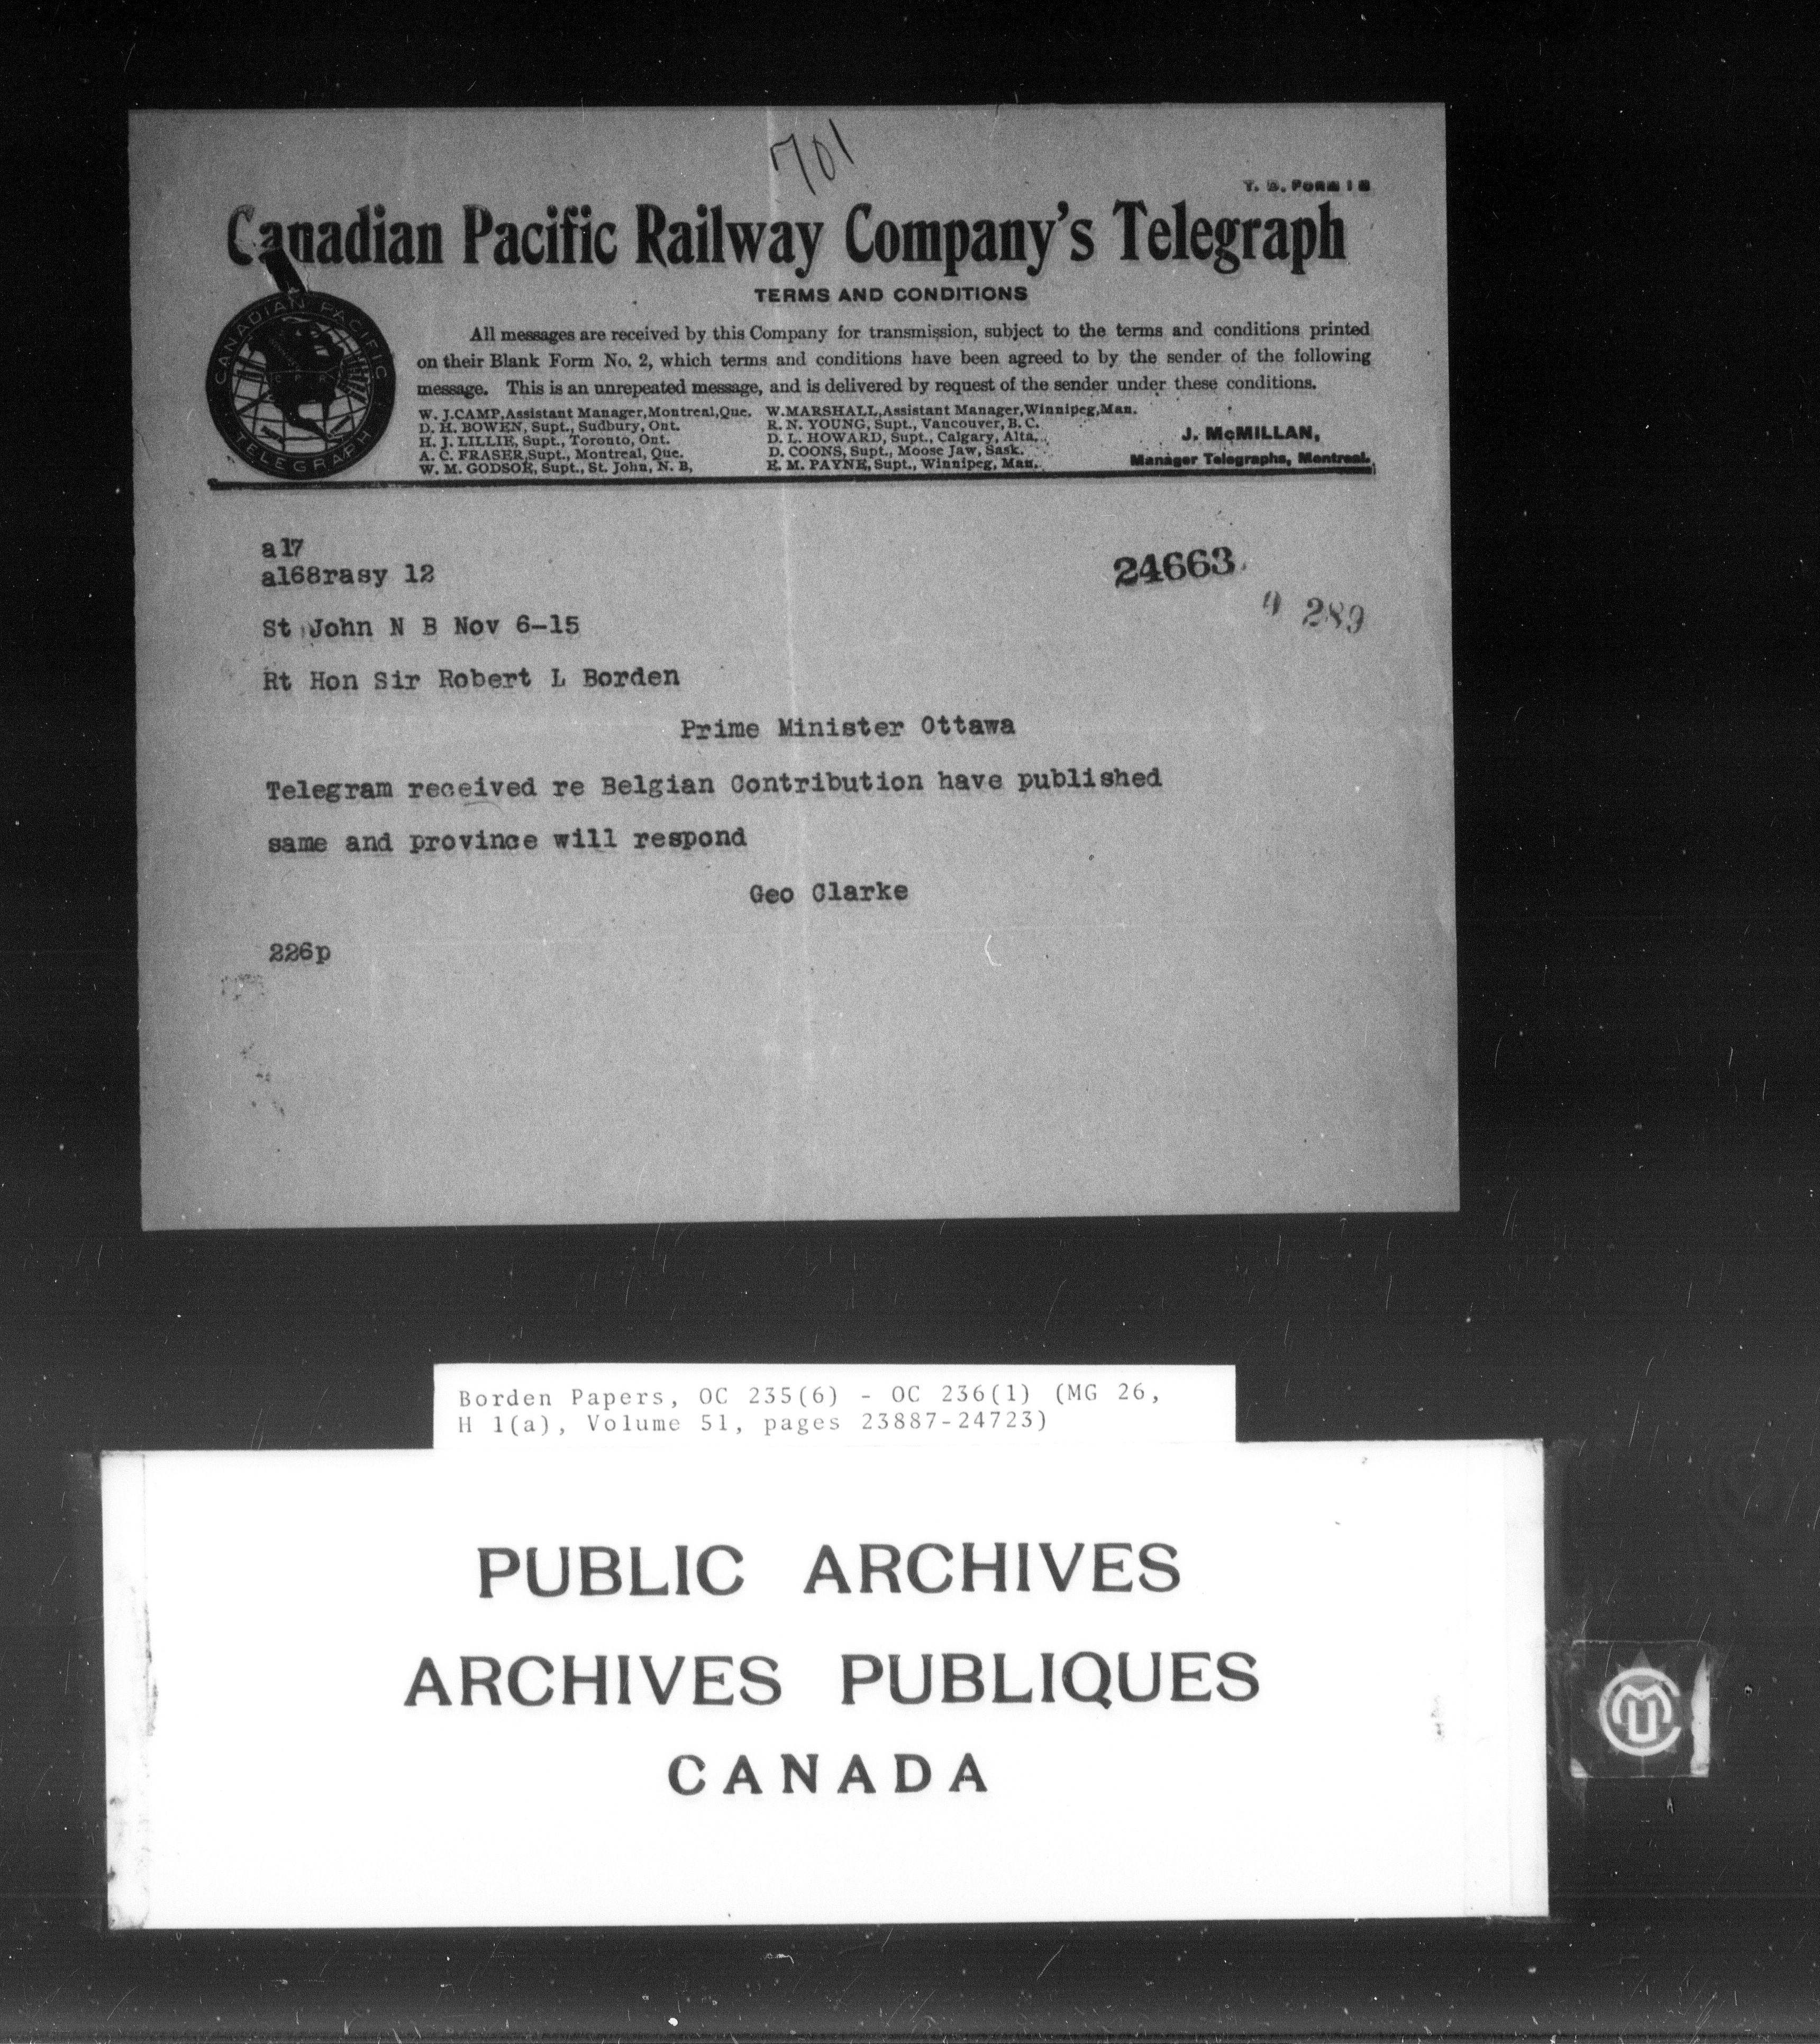 701
T. D. FORM 1 B
Canadian Pacific Railway Company's Telegraph
TERMS AND CONDITIONS
All messages are received by this Company for transmission, subject to the terms and conditions printed
on their Blank Form No. 2, which terms and conditions have been agreed to by the sender of the following
message. This is an unrepeated message, and is delivered by request of the sender under these conditions.
CANADIAN PACIFIC
TELEGRAPH
W. J. CAMP, Assistant Manager, Montreal, Que. W. MARSHALL, Assistant Manager, Winnipeg, Man.
D. H. BOWEN, Supt., Sudbury, Ont. R. N. YOUNG, Supt., Vancouver, B. C.
H. J. LILLIE, Supt., Toronto, Ont. D. L. HOWARD, Supt., Calgary, Alta.
A. C. FRASER, Supt., Montreal, Que. D. COONS, Supt., Moose Jaw, Sask.
W. M. GODSOE, Supt., St. John, N. B, E. M. PAYNE, Supt., Winnipeg, Man.
J. McMILLAN,
Manager Telegraphs, Montreal.
a17
a168rasy 12
24663
289
St John N B Nov 6-15
Rt Hon Sir Robert L Borden
Prime Minister Ottawa
Telegram received re Belgian Contribution have published
same and province will respond
Geo Clarke
226p
Borden Papers, OC 235(6) - OC 236(1) (MG 26,
H 1(a), Volume 51, pages 23887-24723)
PUBLIC ARCHIVES
ARCHIVES PUBLIQUES
CANADA